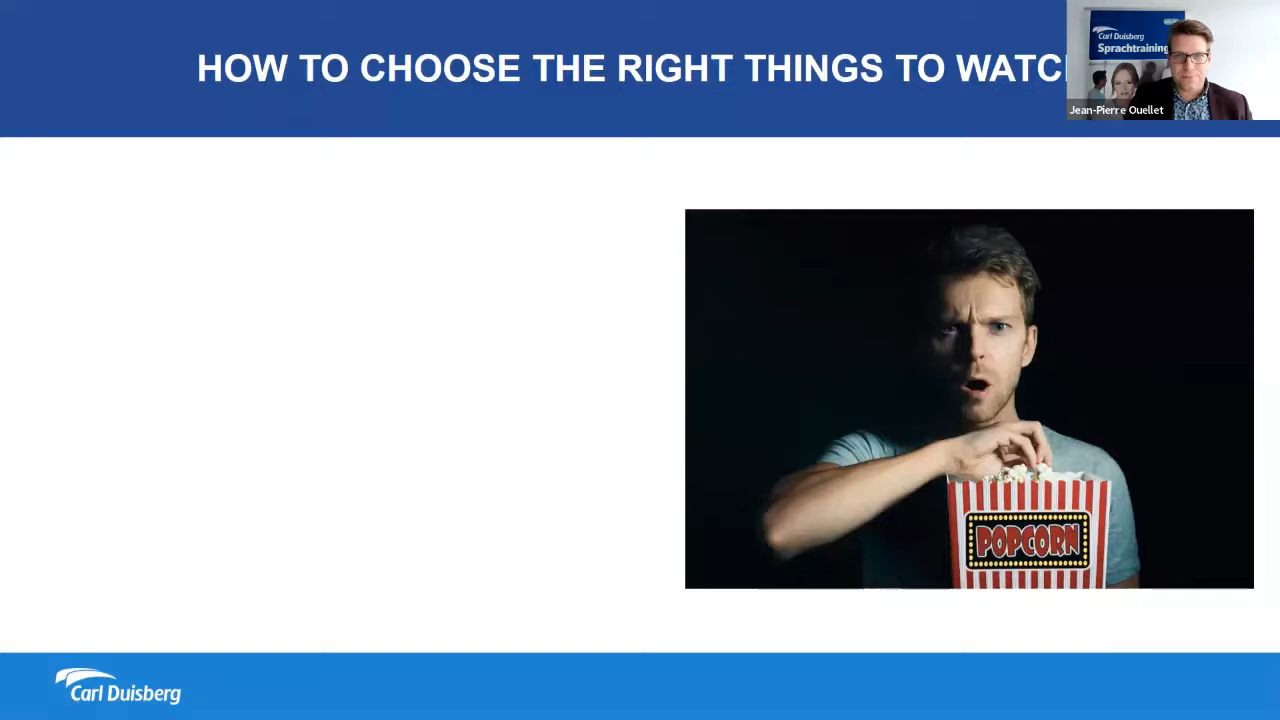 HOW TO CHOOSE THE RIGHT THINGS TO WATC
Carl Duisberg
Sprachtraining
Jean-Pierre Ouellet
POPCORN
Carl Duisberg